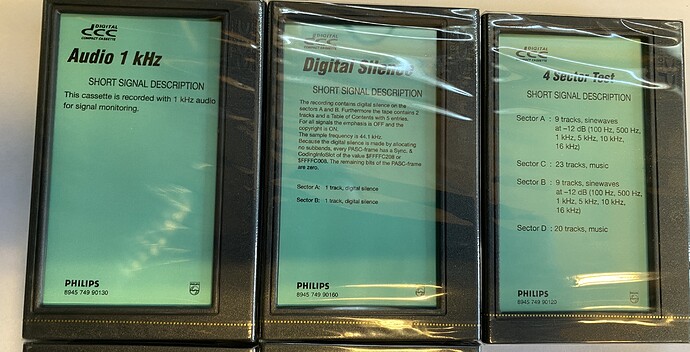 DIGITAL
dcc
COMPACT CASSETTE
Audio 1 kHz
SHORT SIGNAL DESCRIPTION
This cassette is recorded with 1 kHz audio
for signal monitoring.
PHILIPS
8945 749 90130
DIGITAL
dcc
COMPACT CASSETTE
Digital Silence
SHORT SIGNAL DESCRIPTION
The recording contains digital silence on the
sectors A and B. Furthermore the tape contains 2
tracks and a Table of Contents with 5 entries.
For all signals the emphasis is OFF and the
copyright is ON.
The sample frequency is 44.1 kHz.
Because the digital silence is made by allocating
no subbands, every PASC-frame has a Sync. &
CodingInfoSlot of the value $FFFFC208 or
$FFFFC008. The remaining bits of the PASC-frame
are zero.
Sector A: 1 track, digital silence
Sector B: 1 track, digital silence
PHILIPS
8945 749 90160
DIGITAL
dcc
COMPACT CASSETTE
4 Sector Test
SHORT SIGNAL DESCRIPTION
Sector A : 9 tracks, sinewaves
at –12 dB (100 Hz, 500 Hz,
1 kHz, 5 kHz, 10 kHz,
16 kHz)
Sector C : 23 tracks, music
Sector B : 9 tracks, sinewaves
at –12 dB (100 Hz, 500 Hz,
1 kHz, 5 kHz, 10 kHz,
16 kHz)
Sector D : 20 tracks, music
PHILIPS
8945 749 90120